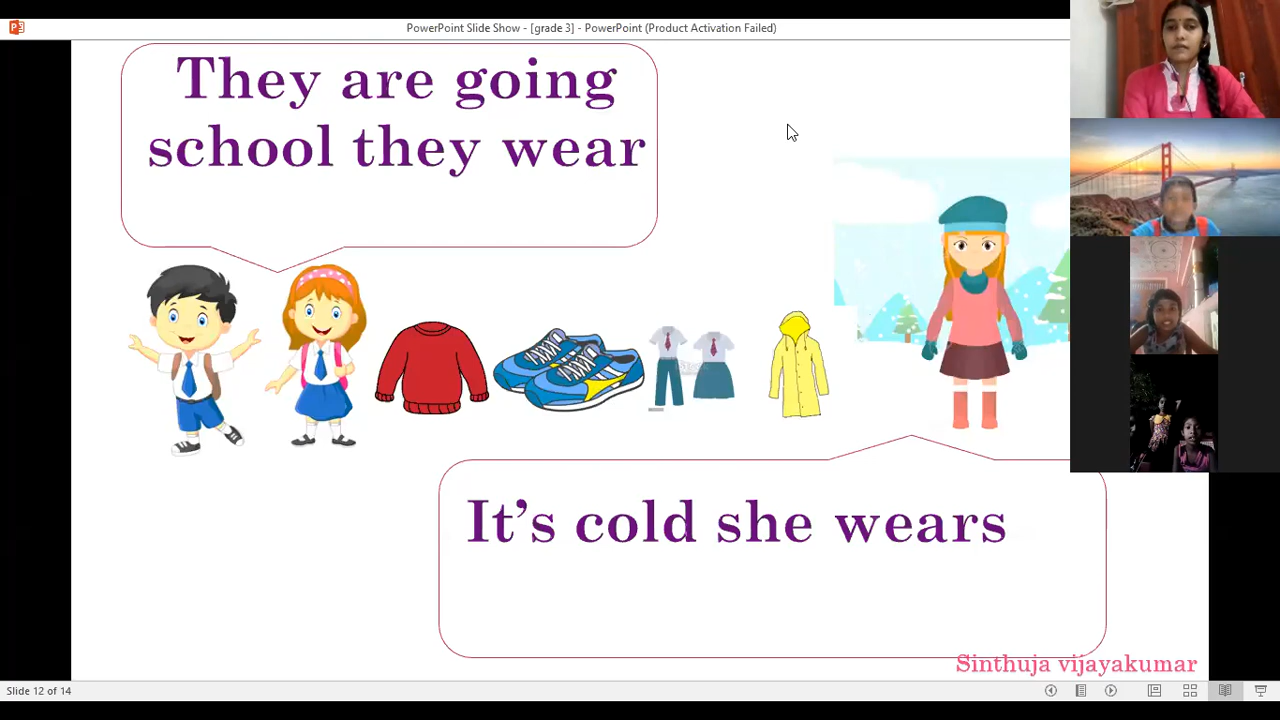 PowerPoint Slide Show - [grade 3] - PowerPoint (Product Activation Failed)
They are going
school they wear
It's cold she wears
Sinthuja vijayakumar
Slide 12 of 14